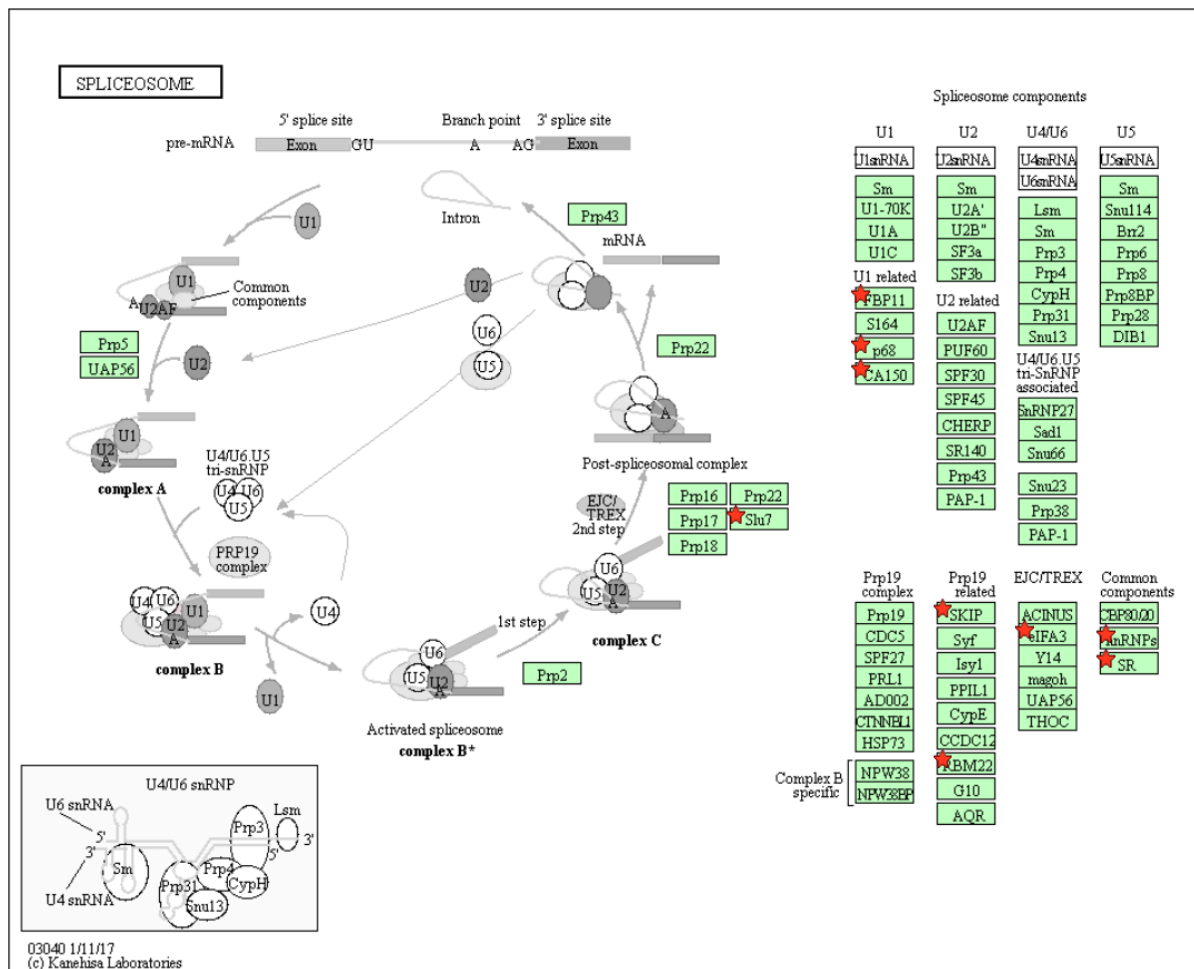 SPLICEOSOME
5' splice site
Branch point
3' splice site
pre-mRNA
Exon
GU
A
AG
Exon
U1
Intron
Prp43
mRNA
U1
A
U2AF
Common
components
U2
U6
U5
Prp5
UAP56
U2
Prp22
U1
U2
A
complex A
U4/U6.U5
tri-snRNP
U4
U6
U5
A
Post-spliceosomal complex
EJC/
TREX
2nd step
Prp16
Prp22
Prp17
Slu7
Prp18
PRP19
complex
U4
U6
U5
U1
U2
A
complex B
U4
U1
1st step
U6
U5
U2
A
Prp2
Activated spliceosome
complex B*
U6
U5
U2
A
complex C
Spliceosome components
U1
U1snRNA
Sm
U1-70K
U1A
U1C
U1 related
FBP11
S164
p68
CA150
U2
U2snRNA
Sm
U2A'
U2B"
SF3a
SF3b
U2 related
U2AF
PUF60
SPF30
SPF45
CHERP
SR140
Prp43
PAP-1
U4/U6
U4snRNA
U6snRNA
Lsm
Sm
Prp3
Prp4
CypH
Prp31
Snu13
U4/U6.U5
tri-SnRNP
associated
SnRNP27
Sad1
Snu66
Snu23
Prp38
PAP-1
U5
U5snRNA
Sm
Snu114
Brr2
Prp6
Prp8
Prp8BP
Prp28
DIB1
Prp19
complex
Prp19
CDC5
SPF27
PRL1
AD002
CTNNBL1
HSP73
Complex B
specific
NPW38
NPW38BP
Prp19
related
SKIP
Syf
Isy1
PPIL1
CypE
CCDC12
RBM22
G10
AQR
EJC/TREX
ACINUS
eIFA3
Y14
magoh
UAP56
THOC
Common
components
CBP80/20
hnRNPs
SR
U4/U6 snRNP
U6 snRNA
5'
3'
U4 snRNA
Sm
Prp3
Lsm
3'
5'
Prp4
Prp31
CypH
Snu13
03040 1/11/17
(c) Kanehisa Laboratories